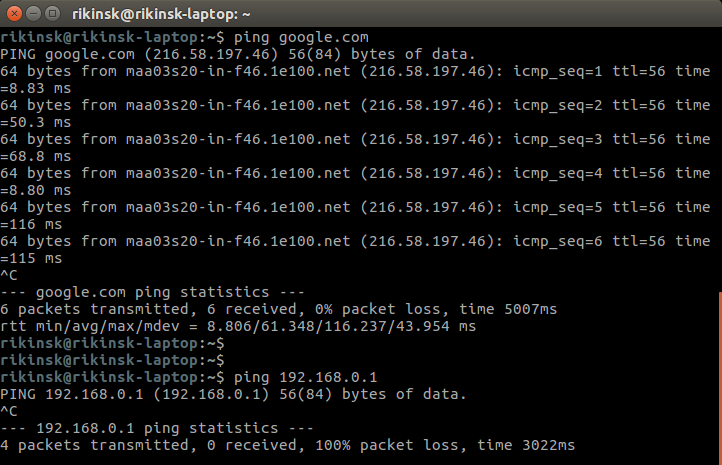 rikinsk@rikinsk-laptop: ~
rikinsk@rikinsk-laptop:~$ ping google.com
PING google.com (216.58.197.46) 56(84) bytes of data.
64 bytes from maa03s20-in-f46.1e100.net (216.58.197.46): icmp_seq=1 ttl=56 time
=8.83 ms
64 bytes from maa03s20-in-f46.1e100.net (216.58.197.46): icmp_seq=2 ttl=56 time
=50.3 ms
64 bytes from maa03s20-in-f46.1e100.net (216.58.197.46): icmp_seq=3 ttl=56 time
=68.8 ms
64 bytes from maa03s20-in-f46.1e100.net (216.58.197.46): icmp_seq=4 ttl=56 time
=8.80 ms
64 bytes from maa03s20-in-f46.1e100.net (216.58.197.46): icmp_seq=5 ttl=56 time
=116 ms
64 bytes from maa03s20-in-f46.1e100.net (216.58.197.46): icmp_seq=6 ttl=56 time
=115 ms
^C
--- google.com ping statistics ---
6 packets transmitted, 6 received, 0% packet loss, time 5007ms
rtt min/avg/max/mdev = 8.806/61.348/116.237/43.954 ms
rikinsk@rikinsk-laptop:~$
rikinsk@rikinsk-laptop:~$
rikinsk@rikinsk-laptop:~$ ping 192.168.0.1
PING 192.168.0.1 (192.168.0.1) 56(84) bytes of data.
^C
--- 192.168.0.1 ping statistics ---
4 packets transmitted, 0 received, 100% packet loss, time 3022ms